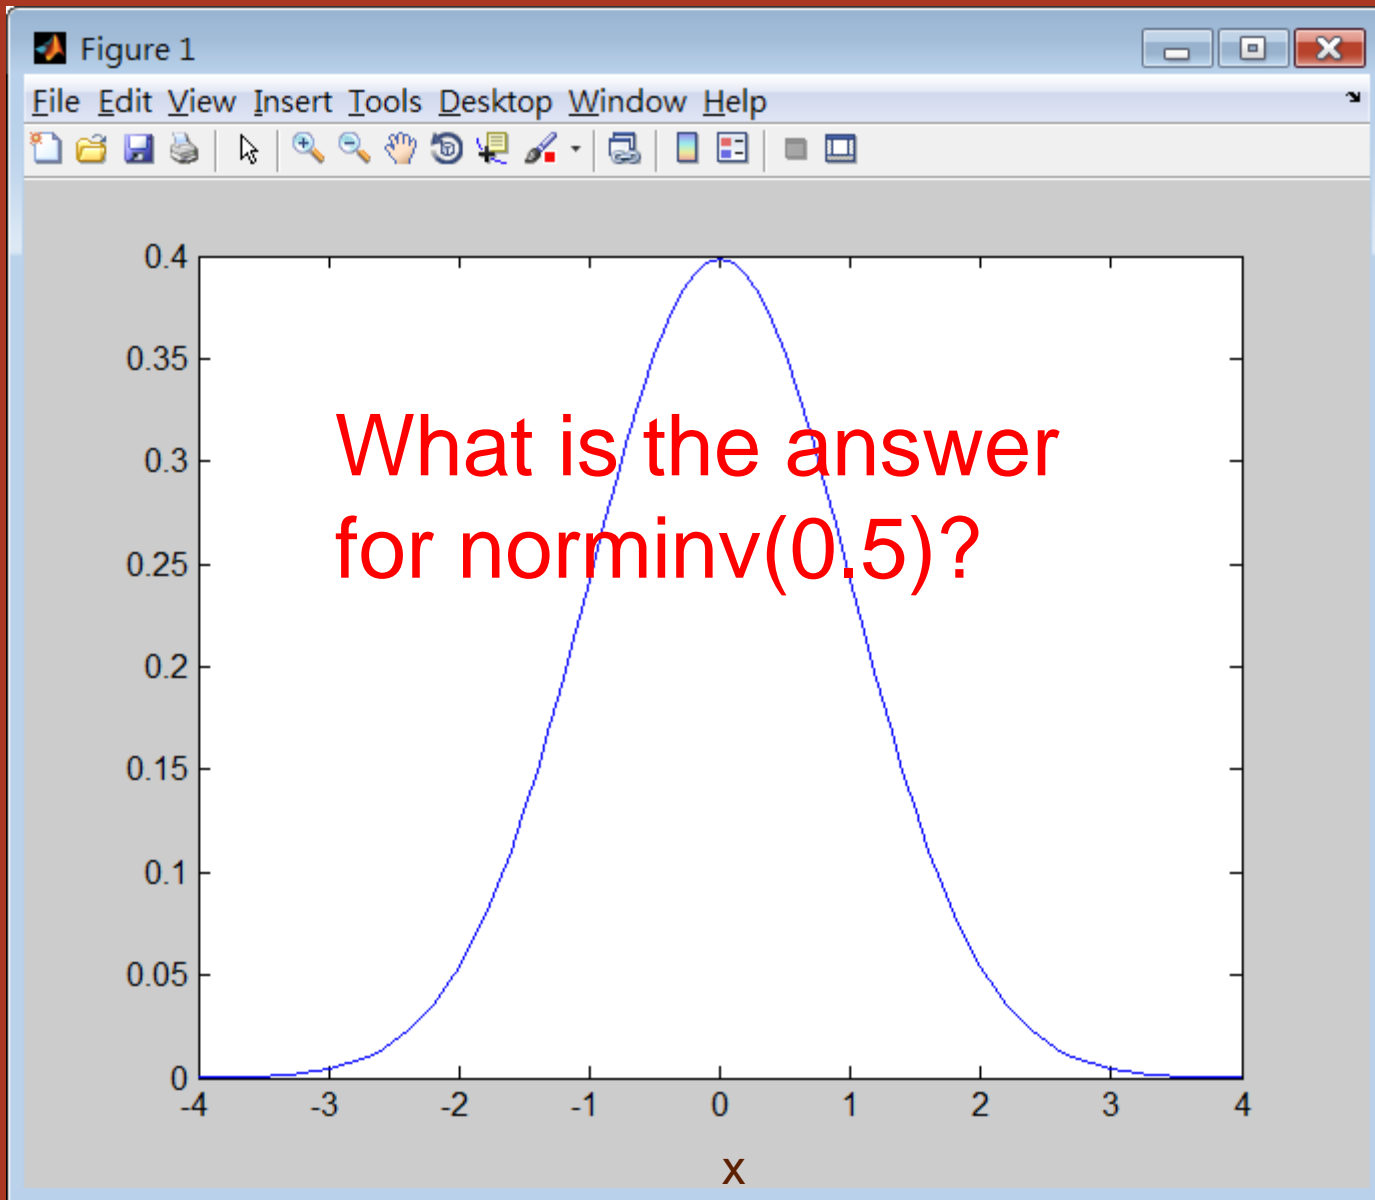 Figure 1
File Edit View Insert Tools Desktop Window Help
0.4
0.35
What is the answer
0.3
for norminv(0.5)?
0.25
0.2
0.15
0.1
0.05
0
-4 -3 -2 -1 0 1 2 3 4
x